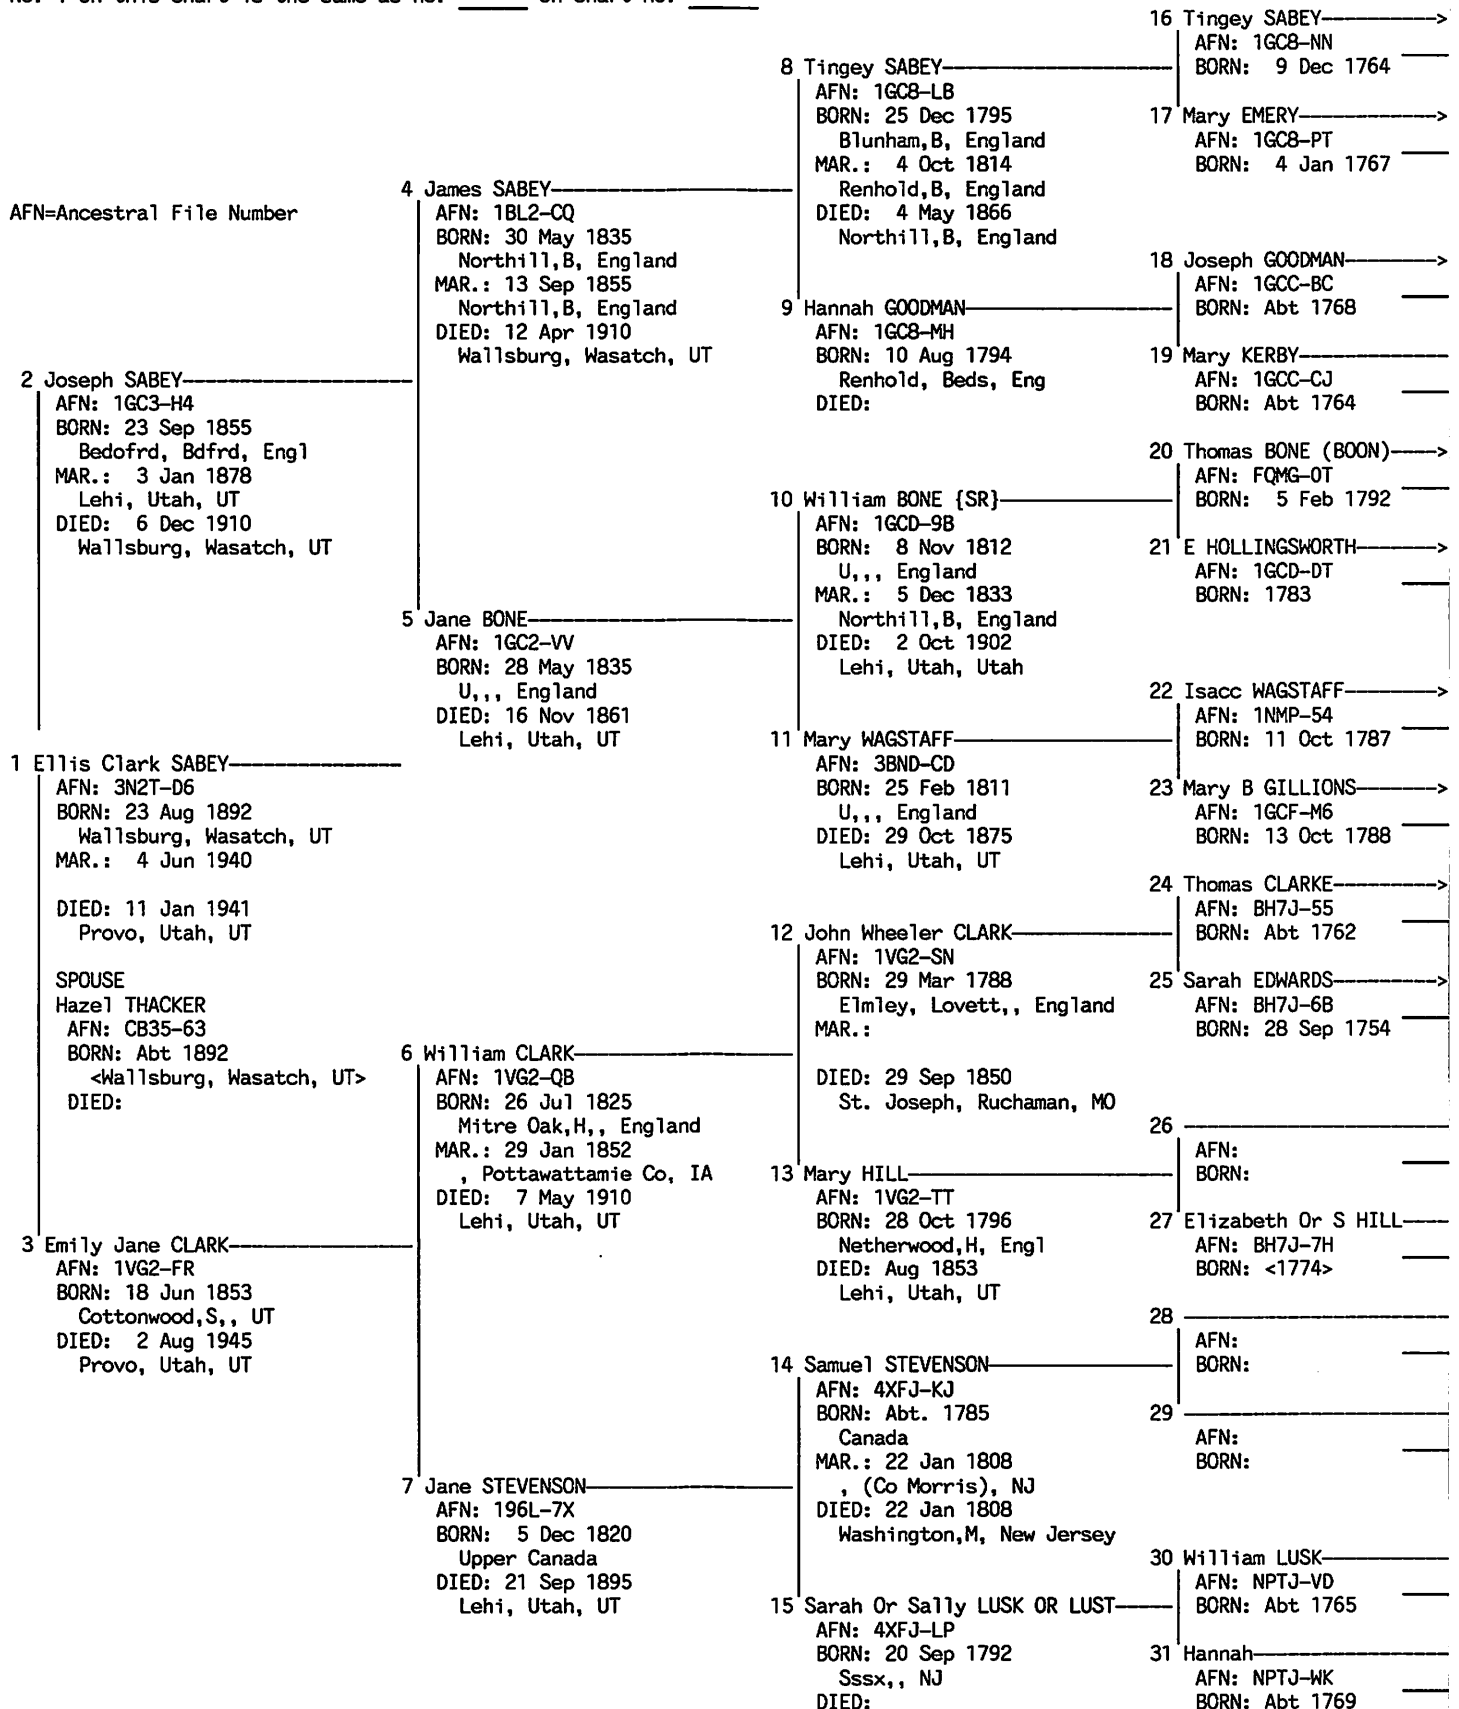 16 Tingey SABEY
AFN: 1GC8-NN
BORN: 9 Dec 1764
8 Tingey SABEY
AFN: 1GC8-LB
BORN: 25 Dec 1795
Blunham,B, England
MAR.: 4 Oct 1814
Renhold,B, England
DIED: 4 May 1866
Northill,B, England
17 Mary EMERY
AFN: 1GC8-PT
BORN: 4 Jan 1767
4 James SABEY
AFN: 1BL2-CQ
BORN: 30 May 1835
Northill,B, England
MAR.: 13 Sep 1855
Northill,B, England
DIED: 12 Apr 1910
Wallsburg, Wasatch, UT
AFN=Ancestral File Number
18 Joseph GOODMAN
AFN: 1GCC-BC
BORN: Abt 1768
9 Hannah GOODMAN
AFN: 1GC8-MH
BORN: 10 Aug 1794
Renhold, Beds, Eng
DIED:
19 Mary KERBY
AFN: 1GCC-CJ
BORN: Abt 1764
2 Joseph SABEY
AFN: 1GC3-H4
BORN: 23 Sep 1855
Bedofrd, Bdfrd, Engl
MAR.: 3 Jan 1878
Lehi, Utah, UT
DIED: 6 Dec 1910
Wallsburg, Wasatch, UT
20 Thomas BONE (BOON)
AFN: FQMG-0T
BORN: 5 Feb 1792
10 William BONE {SR}
AFN: 1GCD-9B
BORN: 8 Nov 1812
U,,, England
MAR.: 5 Dec 1833
Northill,B, England
DIED: 2 Oct 1902
Lehi, Utah, Utah
21 E HOLLINGSWORTH
AFN: 1GCD-DT
BORN: 1783
5 Jane BONE
AFN: 1GC2-VV
BORN: 28 May 1835
U,,, England
DIED: 16 Nov 1861
Lehi, Utah, UT
22 Isacc WAGSTAFF
AFN: 1NMP-54
BORN: 11 Oct 1787
11 Mary WAGSTAFF
AFN: 3BND-CD
BORN: 25 Feb 1811
U,,, England
DIED: 29 Oct 1875
Lehi, Utah, UT
23 Mary B GILLIONS
AFN: 1GCF-M6
BORN: 13 Oct 1788
1 Ellis Clark SABEY
AFN: 3N2T-D6
BORN: 23 Aug 1892
Wallsburg, Wasatch, UT
MAR.: 4 Jun 1940
DIED: 11 Jan 1941
Provo, Utah, UT
SPOUSE
Hazel THACKER
AFN: CB35-63
BORN: Abt 1892
<Wallsburg, Wasatch, UT>
DIED:
24 Thomas CLARKE
AFN: BH7J-55
BORN: Abt 1762
12 John Wheeler CLARK
AFN: 1VG2-SN
BORN: 29 Mar 1788
Elmley, Lovett,, England
MAR.:
DIED: 29 Sep 1850
St. Joseph, Ruchaman, MO
25 Sarah EDWARDS
AFN: BH7J-6B
BORN: 28 Sep 1754
6 William CLARK
AFN: 1VG2-QB
BORN: 26 Jul 1825
Mitre Oak,H,, England
MAR.: 29 Jan 1852
, Pottawattamie Co, IA
DIED: 7 May 1910
Lehi, Utah, UT
26
AFN:
BORN:
13 Mary HILL
AFN: 1VG2-TT
BORN: 28 Oct 1796
Netherwood,H, Engl
DIED: Aug 1853
Lehi, Utah, UT
27 Elizabeth Or S HILL
AFN: BH7J-7H
BORN: <1774>
3 Emily Jane CLARK
AFN: 1VG2-FR
BORN: 18 Jun 1853
Cottonwood,S,, UT
DIED: 2 Aug 1945
Provo, Utah, UT
28
AFN:
BORN:
14 Samuel STEVENSON
AFN: 4XFJ-KJ
BORN: Abt. 1785
Canada
MAR.: 22 Jan 1808
, (Co Morris), NJ
DIED: 22 Jan 1808
Washington,M, New Jersey
29
AFN:
BORN:
7 Jane STEVENSON
AFN: 196L-7X
BORN: 5 Dec 1820
Upper Canada
DIED: 21 Sep 1895
Lehi, Utah, UT
30 William LUSK
AFN: NPTJ-VD
BORN: Abt 1765
15 Sarah Or Sally LUSK OR LUST
AFN: 4XFJ-LP
BORN: 20 Sep 1792
Sssx,, NJ
DIED:
31 Hannah
AFN: NPTJ-WK
BORN: Abt 1769